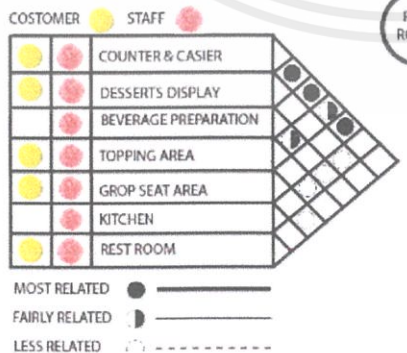 COSTOMER STAFF
COUNTER & CASIER
DESSERTS DISPLAY
BEVERAGE PREPARATION
TOPPING AREA
GROP SEAT AREA
KITCHEN
REST ROOM
MOST RELATED
FAIRLY RELATED
LESS RELATED